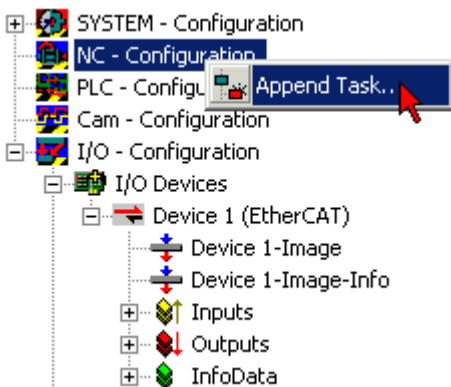 SYSTEM - Configuration
NC - Configuration
Append Task...
PLC - Configu
Cam - Configuration
I/O - Configuration
I/O Devices
Device 1 (EtherCAT)
Device 1-Image
Device 1-Image-Info
Inputs
Outputs
InfoData